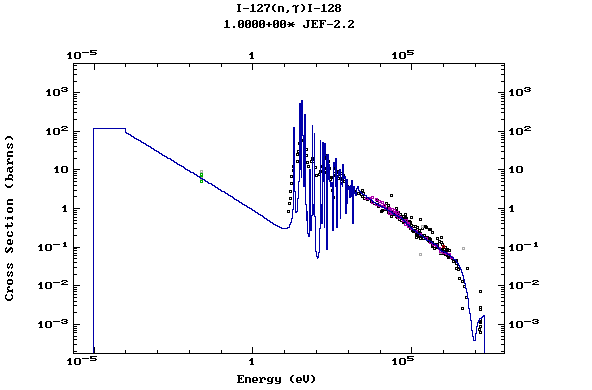 I-127(n,γ)I-128
1.0000+00* JEF-2.2
10⁻⁵ 1 10⁵
10³ 10³
10² 10²
10 10
1 1
10⁻¹ 10⁻¹
10⁻² 10⁻²
10⁻³ 10⁻³
Cross Section (barns)
10⁻⁵ 1 10⁵
Energy (eV)